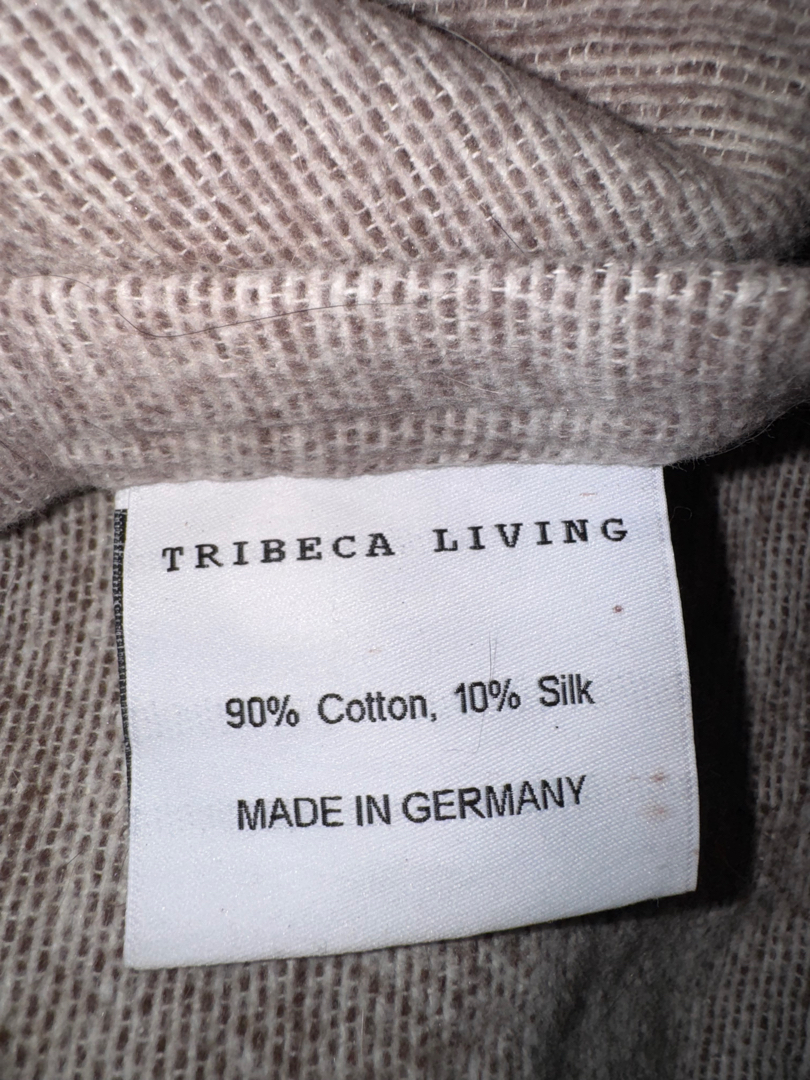 TRIBECA LIVING
90% Cotton, 10% Silk
MADE IN GERMANY